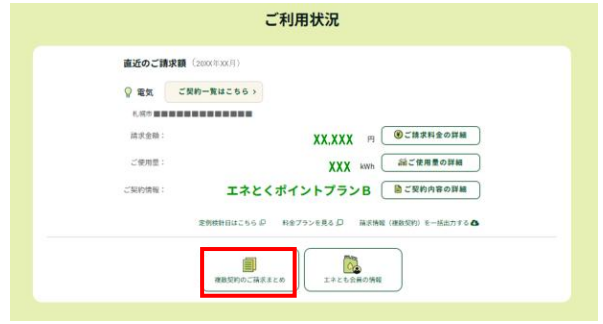 ご利用状況
直近のご請求額（20XX年XX月）
電気 ご契約一覧はこちら ›
札幌市■■■■■■■■■■■■■
請求金額： XX,XXX 円 ご請求料金の詳細
ご使用量： XXX kWh ご使用量の詳細
ご契約情報： エネとくポイントプランB ご契約内容の詳細
定例検針日はこちら 料金プランを見る 請求情報（複数契約）を一括出力する
複数契約のご請求まとめ エネとも会員の情報